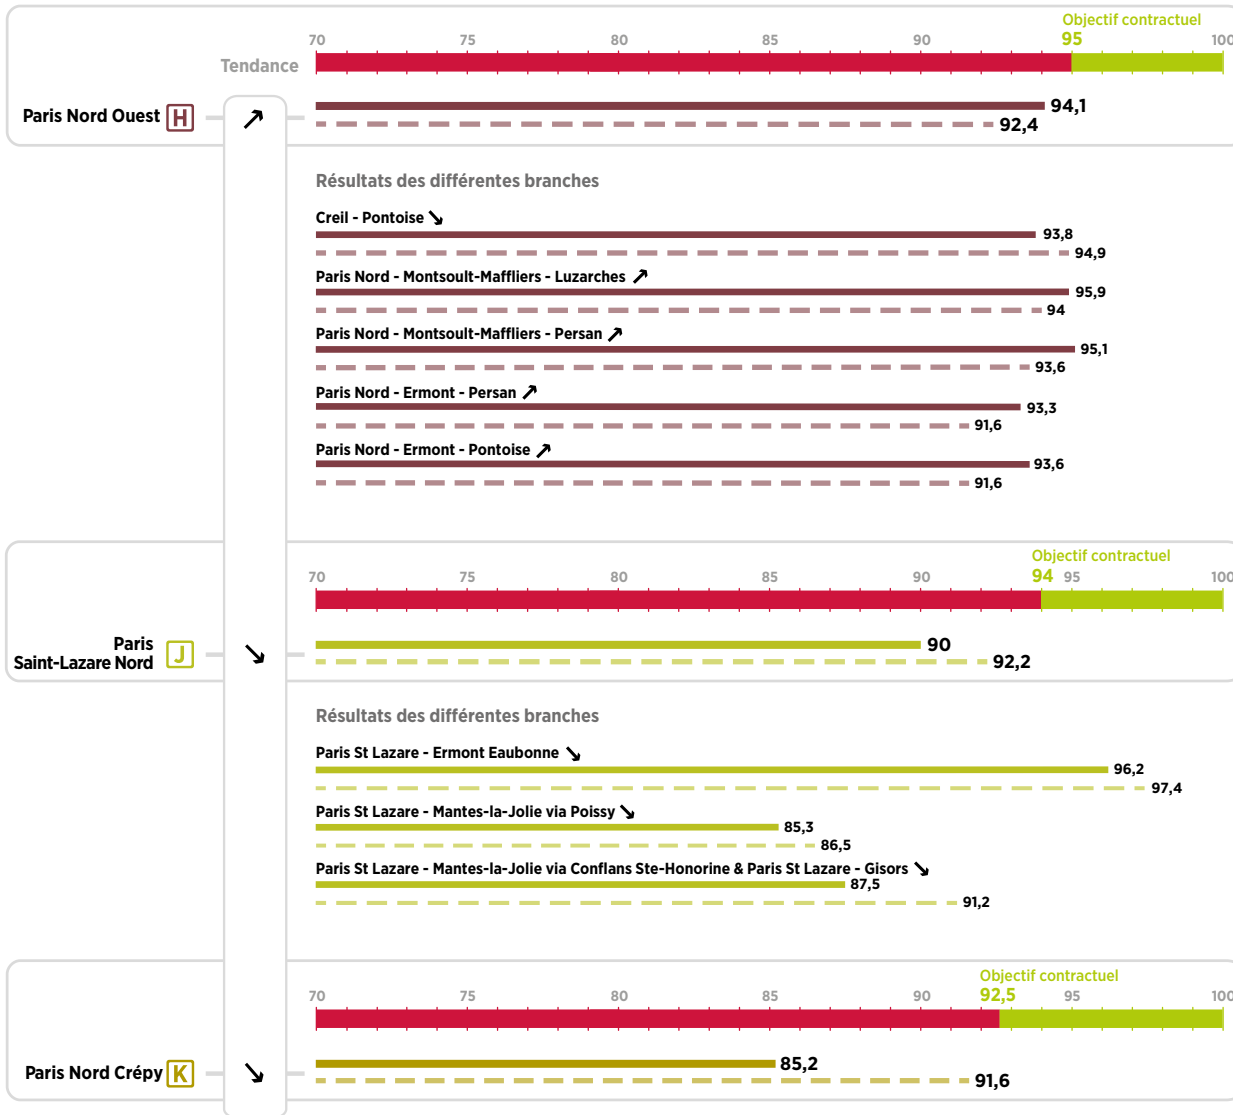 Objectif contractuel
70 75 80 85 90 95 100
Tendance
Paris Nord Ouest H ↗ 94,1
92,4
Résultats des différentes branches
Creil - Pontoise ↘
93,8
94,9
Paris Nord - Montsoult-Maffliers - Luzarches ↗
95,9
94
Paris Nord - Montsoult-Maffliers - Persan ↗
95,1
93,6
Paris Nord - Ermont - Persan ↗
93,3
91,6
Paris Nord - Ermont - Pontoise ↗
93,6
91,6
Objectif contractuel
70 75 80 85 90 94 95 100
Paris
Saint-Lazare Nord J ↘ 90
92,2
Résultats des différentes branches
Paris St Lazare - Ermont Eaubonne ↘
96,2
97,4
Paris St Lazare - Mantes-la-Jolie via Poissy ↘
85,3
86,5
Paris St Lazare - Mantes-la-Jolie via Conflans Ste-Honorine & Paris St Lazare - Gisors ↘
87,5
91,2
Objectif contractuel
70 75 80 85 90 92,5 95 100
Paris Nord Crépy K ↘ 85,2
91,6